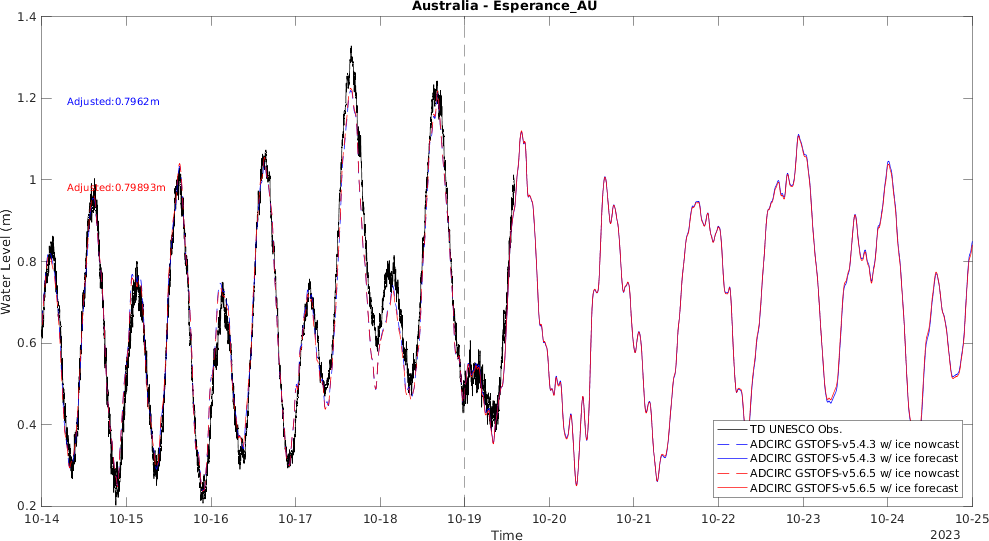 Australia - Esperance_AU
1.4
1.2
1
0.8
0.6
0.4
0.2
Water Level (m)
Adjusted:0.7962m
Adjusted:0.79893m
TD UNESCO Obs.
ADCIRC GSTOFS-v5.4.3 w/ ice nowcast
ADCIRC GSTOFS-v5.4.3 w/ ice forecast
ADCIRC GSTOFS-v5.6.5 w/ ice nowcast
ADCIRC GSTOFS-v5.6.5 w/ ice forecast
10-14 10-15 10-16 10-17 10-18 10-19 10-20 10-21 10-22 10-23 10-24 10-25
Time
2023